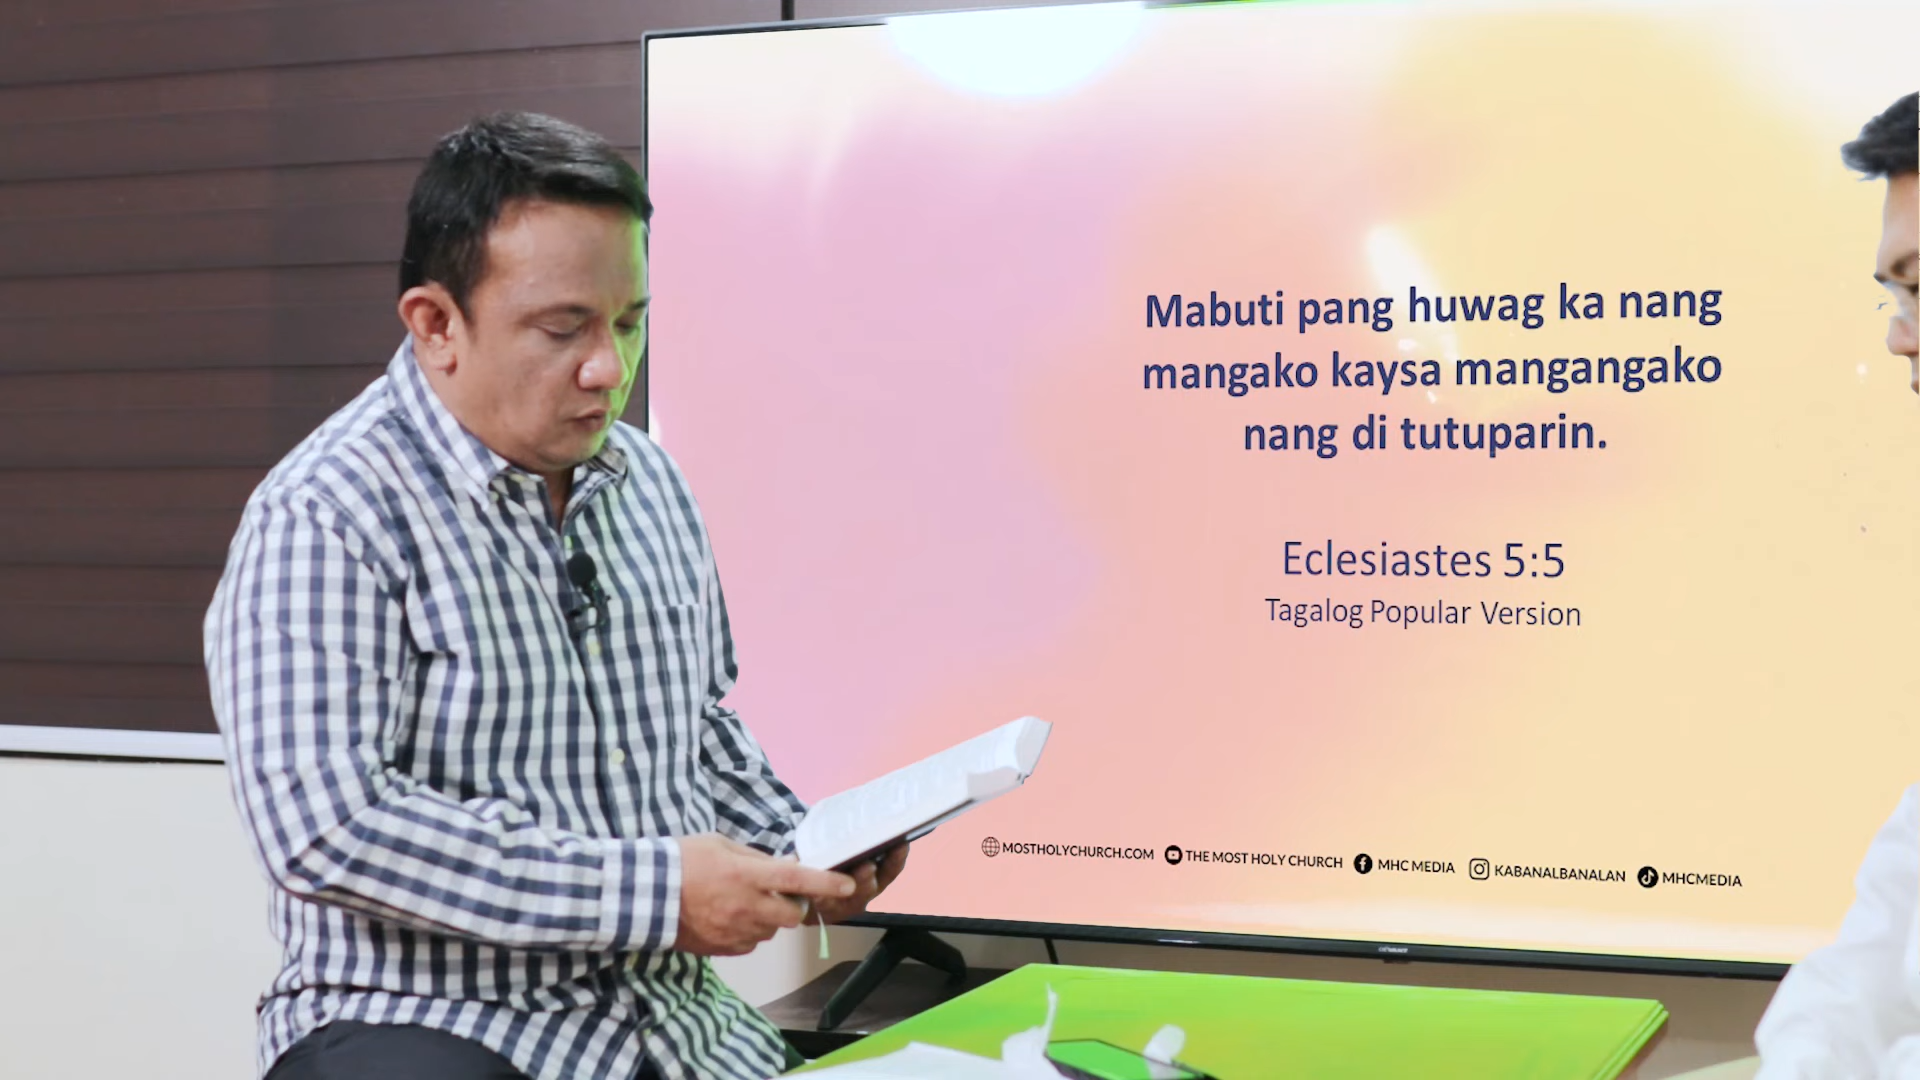 Mabuti pang huwag ka nang
mangako kaysa mangangako
nang di tutuparin.
Eclesiastes 5:5
Tagalog Popular Version
MOSTHOLYCHURCH.COM THE MOST HOLY CHURCH MHC MEDIA KABANALBANALAN MHCMEDIA